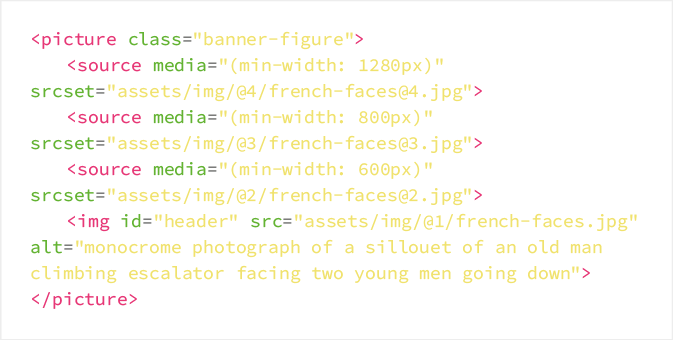 <picture class="banner-figure">
<source media="(min-width: 1280px)"
srcset="assets/img/@4/french-faces@4.jpg">
<source media="(min-width: 800px)"
srcset="assets/img/@3/french-faces@3.jpg">
<source media="(min-width: 600px)"
srcset="assets/img/@2/french-faces@2.jpg">
<img id="header" src="assets/img/@1/french-faces.jpg"
alt="monocrome photograph of a sillouet of an old man
climbing escalator facing two young men going down">
</picture>